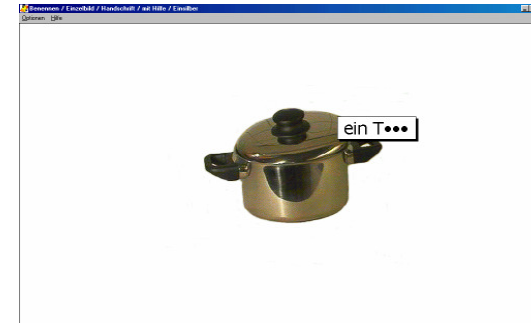 Benennen / Einzelbild / Handschrift / mit Hilfe / Einsilber
Optionen Hilfe
ein T•••